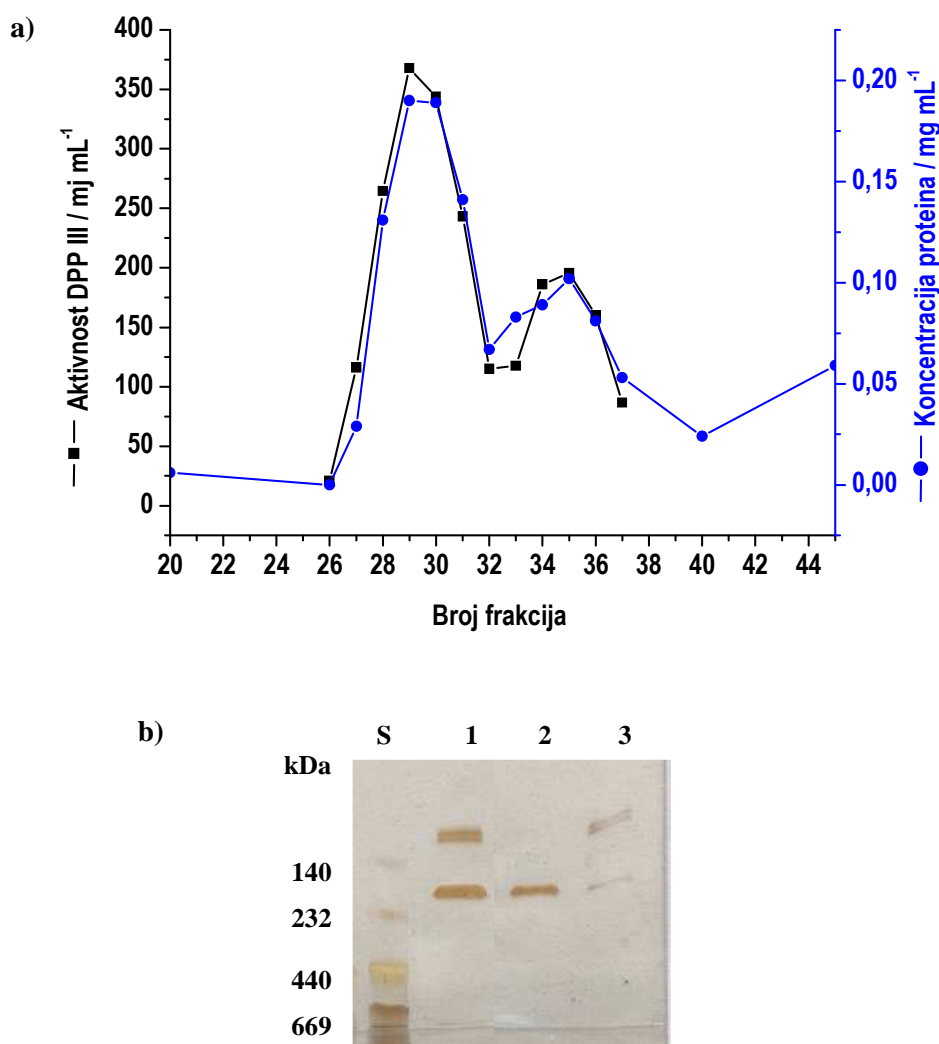 a)
400
350
300
250
200
150
100
50
0
—■— Aktivnost DPP III / mj mL⁻¹
0,20
0,15
0,10
0,05
0,00
—●— Koncentracija proteina / mg mL⁻¹
20 22 24 26 28 30 32 34 36 38 40 42 44
Broj frakcija
b)
S 1 2 3
kDa
140
232
440
669